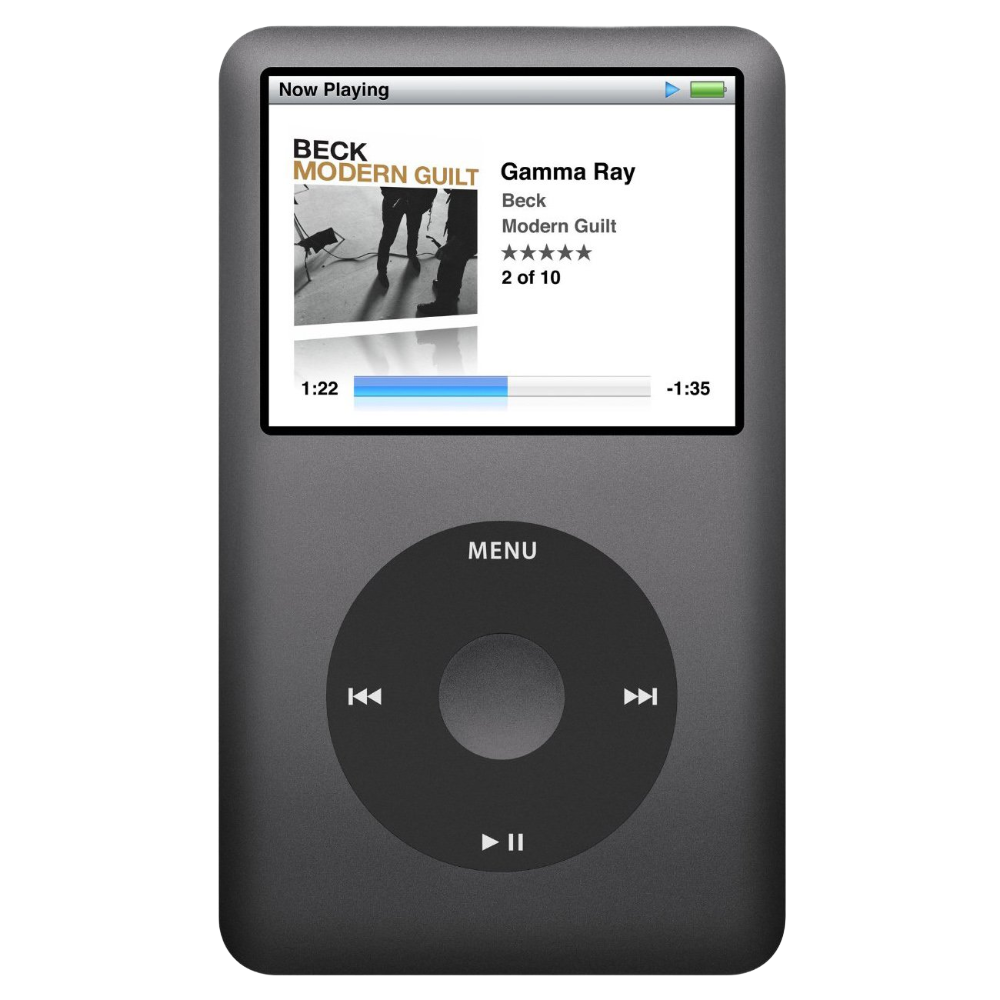 Now Playing
BECK
MODERN GUILT
Gamma Ray
Beck
Modern Guilt
★★★★★
2 of 10
1:22
-1:35
MENU